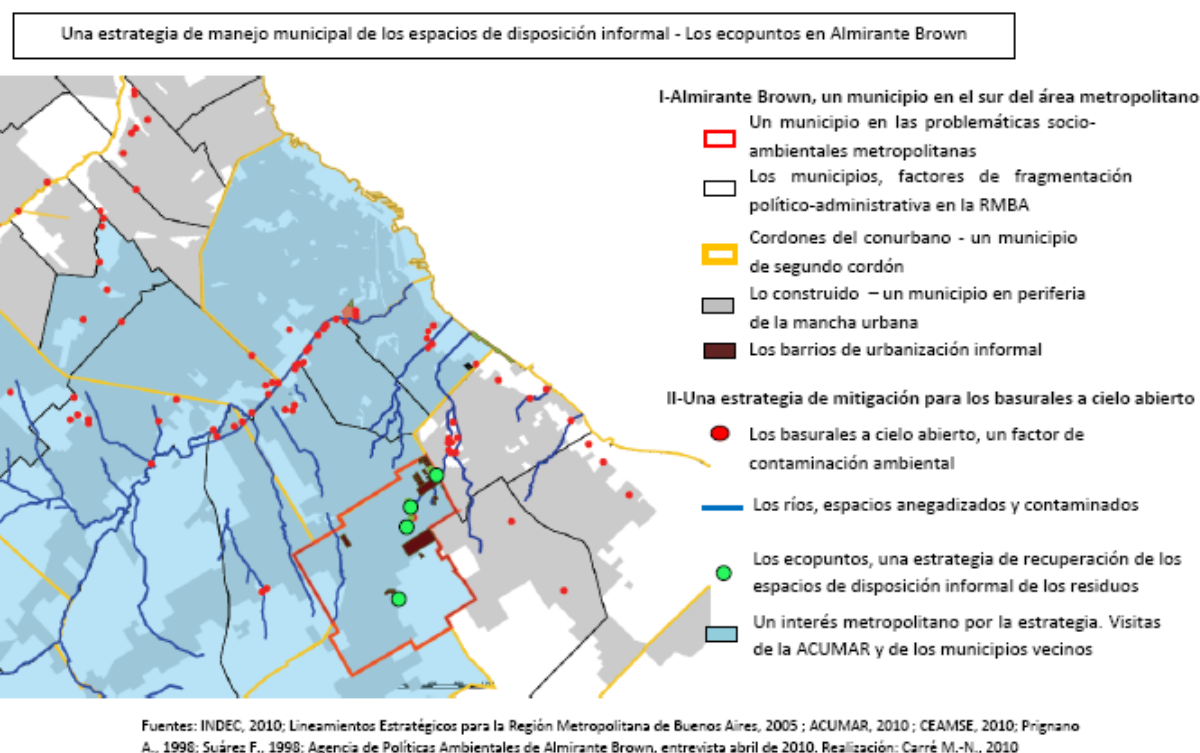 Una estrategia de manejo municipal de los espacios de disposición informal - Los ecopuntos en Almirante Brown
I-Almirante Brown, un municipio en el sur del área metropolitano
Un municipio en las problemáticas socio-
ambientales metropolitanas
Los municipios, factores de fragmentación
político-administrativa en la RMBA
Cordones del conurbano - un municipio
de segundo cordón
Lo construido – un municipio en periferia
de la mancha urbana
Los barrios de urbanización informal
II-Una estrategia de mitigación para los basurales a cielo abierto
Los basurales a cielo abierto, un factor de
contaminación ambiental
Los ríos, espacios anegadizados y contaminados
Los ecopuntos, una estrategia de recuperación de los
espacios de disposición informal de los residuos
Un interés metropolitano por la estrategia. Visitas
de la ACUMAR y de los municipios vecinos
Fuentes: INDEC, 2010; Lineamientos Estratégicos para la Región Metropolitana de Buenos Aires, 2005 ; ACUMAR, 2010 ; CEAMSE, 2010; Prignano
A., 1998; Suárez F., 1998; Agencia de Políticas Ambientales de Almirante Brown, entrevista abril de 2010. Realización: Carré M.-N., 2010